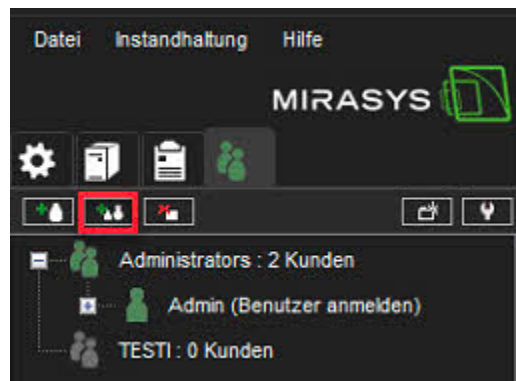 Datei Instandhaltung Hilfe
MIRASYS
Administrators : 2 Kunden
Admin (Benutzer anmelden)
TESTI : 0 Kunden